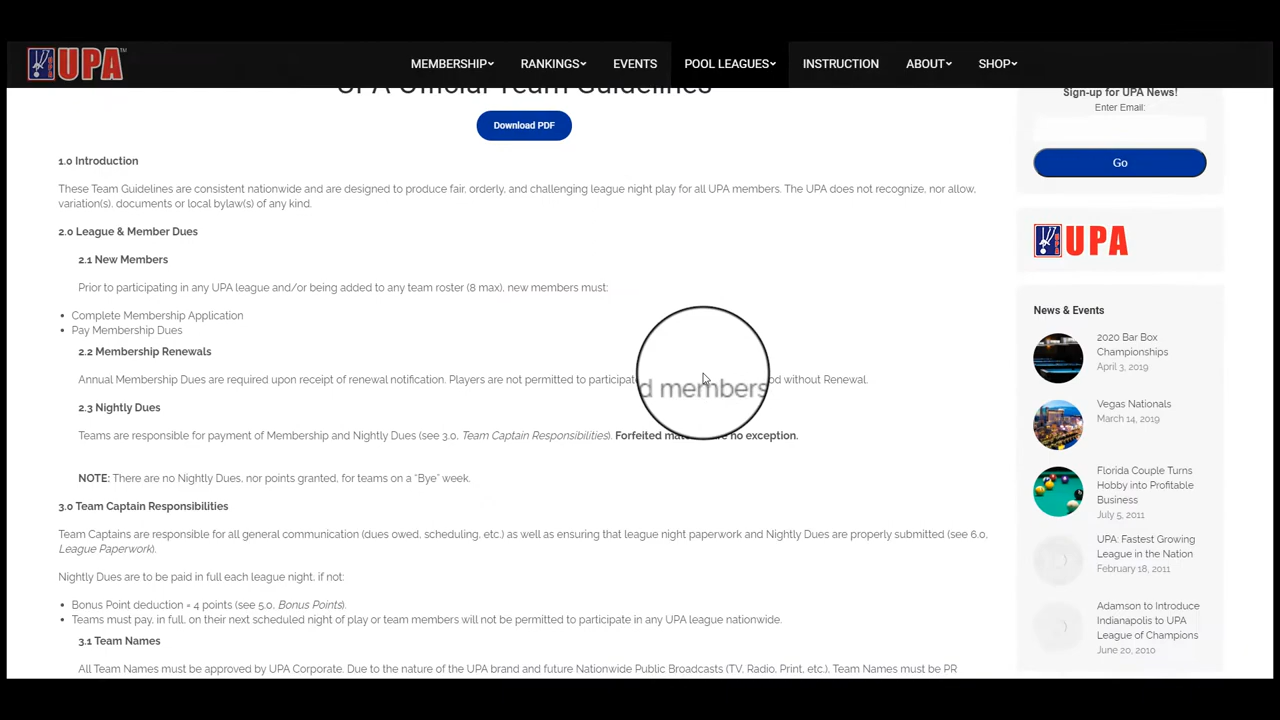 UPA™
MEMBERSHIP
RANKINGS
EVENTS
POOL LEAGUES
INSTRUCTION
ABOUT
SHOP
UPA Official Team Guidelines
Download PDF
1.0 Introduction
These Team Guidelines are consistent nationwide and are designed to produce fair, orderly, and challenging league night play for all UPA members. The UPA does not recognize, nor allow,
variation(s), documents or local bylaw(s) of any kind.
2.0 League & Member Dues
2.1 New Members
Prior to participating in any UPA league and/or being added to any team roster (8 max), new members must:
• Complete Membership Application
• Pay Membership Dues
2.2 Membership Renewals
Annual Membership Dues are required upon receipt of renewal notification. Players are not permitted to without Renewal.
d members
2.3 Nightly Dues
Teams are responsible for payment of Membership and Nightly Dues (see 3.0, Team Captain Responsibilities). Forfeited no exception.
NOTE: There are no Nightly Dues, nor points granted, for teams on a “Bye” week.
3.0 Team Captain Responsibilities
Team Captains are responsible for all general communication (dues owed, scheduling, etc.) as well as ensuring that league night paperwork and Nightly Dues are properly submitted (see 6.0,
League Paperwork).
Nightly Dues are to be paid in full each league night, if not:
• Bonus Point deduction = 4 points (see 5.0, Bonus Points).
• Teams must pay, in full, on their next scheduled night of play or team members will not be permitted to participate in any UPA league nationwide.
3.1 Team Names
All Team Names must be approved by UPA Corporate. Due to the nature of the UPA brand and future Nationwide Public Broadcasts (TV, Radio, Print, etc.), Team Names must be PR
Sign-up for UPA News!
Enter Email:
Go
UPA
News & Events
2020 Bar Box
Championships
April 3, 2019
Vegas Nationals
March 14, 2019
Florida Couple Turns
Hobby into Profitable
Business
July 5, 2011
UPA: Fastest Growing
League in the Nation
February 18, 2011
Adamson to Introduce
Indianapolis to UPA
League of Champions
June 20, 2010